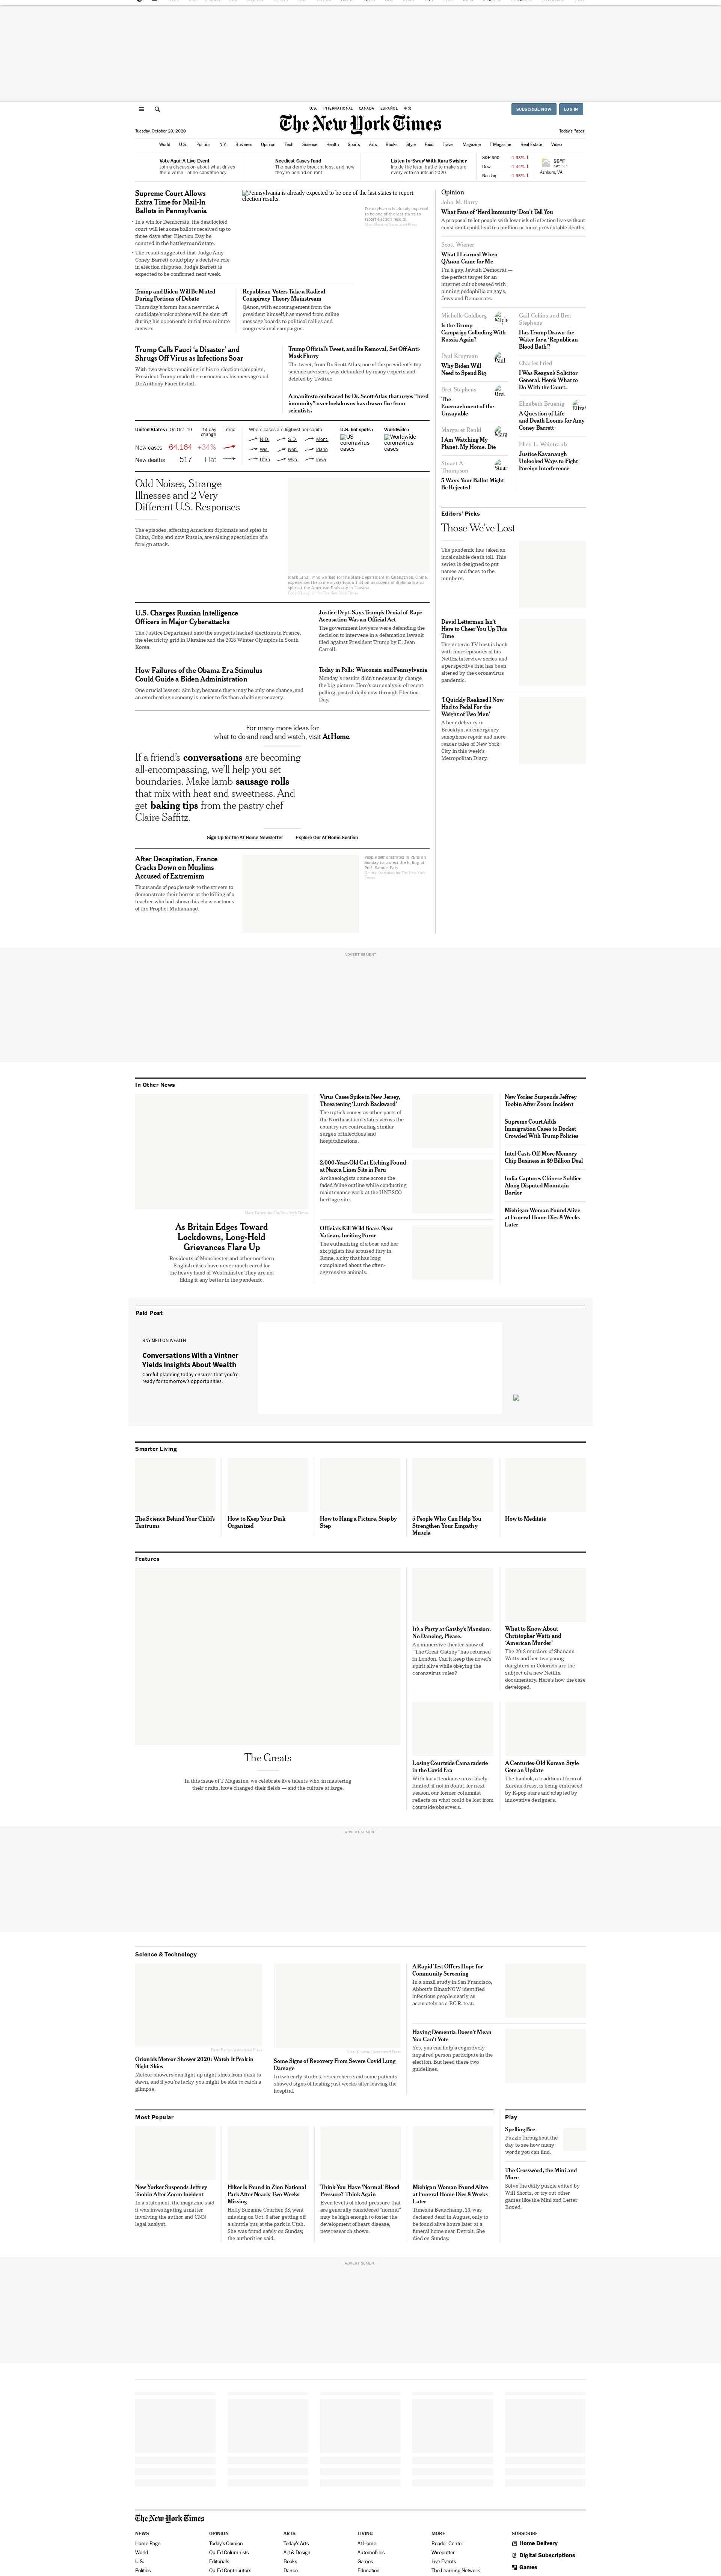 U.S. INTERNATIONAL CANADA ESPAÑOL 中文
SUBSCRIBE NOW LOG IN
The New York Times
Tuesday, October 20, 2020
Today's Paper
World U.S. Politics N.Y. Business Opinion Tech Science Health Sports Arts Books Style Food Travel Magazine T Magazine Real Estate Video
Vote Aquí: A Live Event
Join a discussion about what drives
the diverse Latino constituency.
Neediest Cases Fund
The pandemic brought loss, and now
they're behind on rent.
Listen to 'Sway' With Kara Swisher
Inside the legal battle to make sure
every vote counts in 2020.
S&P 500 -1.63%
Dow -1.44%
Nasdaq -1.65%
56°F
Ashburn, VA
Supreme Court Allows
Extra Time for Mail-In
Ballots in Pennsylvania
In a win for Democrats, the deadlocked
court will let some ballots received up to
three days after Election Day be
counted in the battleground state.
The result suggested that Judge Amy
Coney Barrett could play a decisive role
in election disputes. Judge Barrett is
expected to be confirmed next week.
Pennsylvania is already expected to be one of the last states to report
election results.
Pennsylvania is already expected
to be one of the last states to
report election results.
Trump and Biden Will Be Muted
During Portions of Debate
Thursday's forum has a new rule: A
candidate's microphone will be shut off
during his opponent's initial two-minute
answer.
Republican Voters Take a Radical
Conspiracy Theory Mainstream
QAnon, with encouragement from the
president himself, has moved from online
message boards to political rallies and
congressional campaigns.
Trump Calls Fauci 'a Disaster' and
Shrugs Off Virus as Infections Soar
With two weeks remaining in his re-election campaign,
President Trump made the coronavirus his message and
Dr. Anthony Fauci his foil.
Trump Official's Tweet, and Its Removal, Set Off Anti-
Mask Flurry
The tweet, from Dr. Scott Atlas, one of the president's top
science advisers, was debunked by many experts and
deleted by Twitter.
A manifesto embraced by Dr. Scott Atlas that urges "herd
immunity" over lockdowns has drawn fire from
scientists.
United States › On Oct. 19 14-day
change Trend
New cases 64,164 +34%
New deaths 517 Flat
Where cases are highest per capita
N.D. S.D. Mont.
Wis. Neb. Idaho
Utah Wyo. Iowa
U.S. hot spots ›
US
coronavirus
cases
Worldwide ›
Worldwide
coronavirus
cases
Odd Noises, Strange
Illnesses and 2 Very
Different U.S. Responses
The episodes, affecting American diplomats and spies in
China, Cuba and now Russia, are raising speculation of a
foreign attack.
Mark Lenzi, who worked for the State Department in Guangzhou, China,
experienced the same mysterious affliction as dozens of diplomats and
spies at the American Embassy in Havana.
U.S. Charges Russian Intelligence
Officers in Major Cyberattacks
The Justice Department said the suspects hacked elections in France,
the electricity grid in Ukraine and the 2018 Winter Olympics in South
Korea.
Justice Dept. Says Trump's Denial of Rape
Accusation Was an Official Act
The government lawyers were defending the
decision to intervene in a defamation lawsuit
filed against President Trump by E. Jean
Carroll.
How Failures of the Obama-Era Stimulus
Could Guide a Biden Administration
One crucial lesson: aim big, because there may be only one chance, and
an overheating economy is easier to fix than a halting recovery.
Today in Polls: Wisconsin and Pennsylvania
Monday's results didn't necessarily change
the big picture. Here's our analysis of recent
polling, posted daily now through Election
Day.
For many more ideas for
what to do and read and watch, visit At Home.
If a friend's conversations are becoming
all-encompassing, we'll help you set
boundaries. Make lamb sausage rolls
that mix with heat and sweetness. And
get baking tips from the pastry chef
Claire Saffitz.
Sign Up for the At Home Newsletter Explore Our At Home Section
After Decapitation, France
Cracks Down on Muslims
Accused of Extremism
Thousands of people took to the streets to
demonstrate their horror at the killing of a
teacher who had shown his class cartoons
of the Prophet Muhammad.
People demonstrated in Paris on
Sunday to protest the killing of
Prof. Samuel Paty.
Opinion
John M. Barry
What Fans of 'Herd Immunity' Don't Tell You
A proposal to let people with low risk of infection live without
constraint could lead to a million or more preventable deaths.
Scott Wiener
What I Learned When
QAnon Came for Me
I'm a gay, Jewish Democrat —
the perfect target for an
internet cult obsessed with
pinning pedophilia on gays,
Jews and Democrats.
Michelle Goldberg
Is the Trump
Campaign Colluding With
Russia Again?
Paul Krugman
Why Biden Will
Need to Spend Big
Bret Stephens
The
Encroachment of the
Unsayable
Margaret Renkl
I Am Watching My
Planet, My Home, Die
Stuart A.
Thompson
5 Ways Your Ballot Might
Be Rejected
Gail Collins and Bret
Stephens
Has Trump Drawn the
Water for a 'Republican
Blood Bath'?
Charles Fried
I Was Reagan's Solicitor
General. Here's What to
Do With the Court.
Elizabeth Bruenig
A Question of Life
and Death Looms for Amy
Coney Barrett
Ellen L. Weintraub
Justice Kavanaugh
Unlocked Ways to Fight
Foreign Interference
Editors' Picks
Those We've Lost
The pandemic has taken an
incalculable death toll. This
series is designed to put
names and faces to the
numbers.
David Letterman Isn't
Here to Cheer You Up This
Time
The veteran TV host is back
with more episodes of his
Netflix interview series and
a perspective that has been
altered by the coronavirus
pandemic.
'I Quickly Realized I Now
Had to Pedal For the
Weight of Two Men'
A beer delivery in
Brooklyn, an emergency
saxophone repair and more
reader tales of New York
City in this week's
Metropolitan Diary.
ADVERTISEMENT
In Other News
As Britain Edges Toward
Lockdowns, Long-Held
Grievances Flare Up
Residents of Manchester and other northern
English cities have never much cared for
the heavy hand of Westminster. They are not
liking it any better in the pandemic.
Virus Cases Spike in New Jersey,
Threatening 'Lurch Backward'
The uptick comes as other parts of
the Northeast and states across the
country are confronting similar
surges of infections and
hospitalizations.
2,000-Year-Old Cat Etching Found
at Nazca Lines Site in Peru
Archaeologists came across the
faded feline outline while conducting
maintenance work at the UNESCO
heritage site.
Officials Kill Wild Boars Near
Vatican, Inciting Furor
The euthanizing of a boar and her
six piglets has aroused fury in
Rome, a city that has long
complained about the often-
aggressive animals.
New Yorker Suspends Jeffrey
Toobin After Zoom Incident
Supreme Court Adds
Immigration Cases to Docket
Crowded With Trump Policies
Intel Casts Off More Memory
Chip Business in $9 Billion Deal
India Captures Chinese Soldier
Along Disputed Mountain
Border
Michigan Woman Found Alive
at Funeral Home Dies 8 Weeks
Later
Paid Post
BNY MELLON WEALTH
Conversations With a Vintner
Yields Insights About Wealth
Careful planning today ensures that you're
ready for tomorrow's opportunities.
Smarter Living
The Science Behind Your Child's
Tantrums
How to Keep Your Desk
Organized
How to Hang a Picture, Step by
Step
5 People Who Can Help You
Strengthen Your Empathy
Muscle
How to Meditate
Features
The Greats
In this issue of T Magazine, we celebrate five talents who, in mastering
their crafts, have changed their fields — and the culture at large.
It's a Party at Gatsby's Mansion.
No Dancing, Please.
An immersive theater show of
"The Great Gatsby" has returned
in London. Can it keep the novel's
spirit alive while obeying the
coronavirus rules?
What to Know About
Christopher Watts and
'American Murder'
The 2018 murders of Shanann
Watts and her two young
daughters in Colorado are the
subject of a new Netflix
documentary. Here's how the case
developed.
Losing Courtside Camaraderie
in the Covid Era
With fan attendance most likely
limited, if not in doubt, for next
season, our former columnist
reflects on what could be lost from
courtside observers.
A Centuries-Old Korean Style
Gets an Update
The hanbok, a traditional form of
Korean dress, is being embraced
by K-pop stars and adapted by
innovative designers.
ADVERTISEMENT
Science & Technology
Orionids Meteor Shower 2020: Watch It Peak in
Night Skies
Meteor showers can light up night skies from dusk to
dawn, and if you're lucky you might be able to catch a
glimpse.
Some Signs of Recovery From Severe Covid Lung
Damage
In two early studies, researchers said some patients
showed signs of healing just weeks after leaving the
hospital.
A Rapid Test Offers Hope for
Community Screening
In a small study in San Francisco,
Abbott's BinaxNOW identified
infectious people nearly as
accurately as a P.C.R. test.
Having Dementia Doesn't Mean
You Can't Vote
Yes, you can help a cognitively
impaired person participate in the
election. But heed these two
guidelines.
Most Popular
New Yorker Suspends Jeffrey
Toobin After Zoom Incident
In a statement, the magazine said
it was investigating a matter
involving the author and CNN
legal analyst.
Hiker Is Found in Zion National
Park After Nearly Two Weeks
Missing
Holly Suzanne Courtier, 38, went
missing on Oct. 6 after getting off
a shuttle bus at the park in Utah.
She was found safely on Sunday,
the authorities said.
Think You Have 'Normal' Blood
Pressure? Think Again
Even levels of blood pressure that
are generally considered "normal"
may be high enough to foster the
development of heart disease,
new research shows.
Michigan Woman Found Alive
at Funeral Home Dies 8 Weeks
Later
Timesha Beauchamp, 20, was
declared dead in August, only to
be found alive hours later at a
funeral home near Detroit. She
died on Sunday.
Play
Spelling Bee
Puzzle throughout the
day to see how many
words you can find.
The Crossword, the Mini and
More
Solve the daily puzzle edited by
Will Shortz, or try out other
games like the Mini and Letter
Boxed.
ADVERTISEMENT
The New York Times
NEWS
Home Page
World
U.S.
Politics
OPINION
Today's Opinion
Op-Ed Columnists
Editorials
Op-Ed Contributors
ARTS
Today's Arts
Art & Design
Books
Dance
LIVING
At Home
Automobiles
Games
Education
MORE
Reader Center
Wirecutter
Live Events
The Learning Network
SUBSCRIBE
Home Delivery
Digital Subscriptions
Games